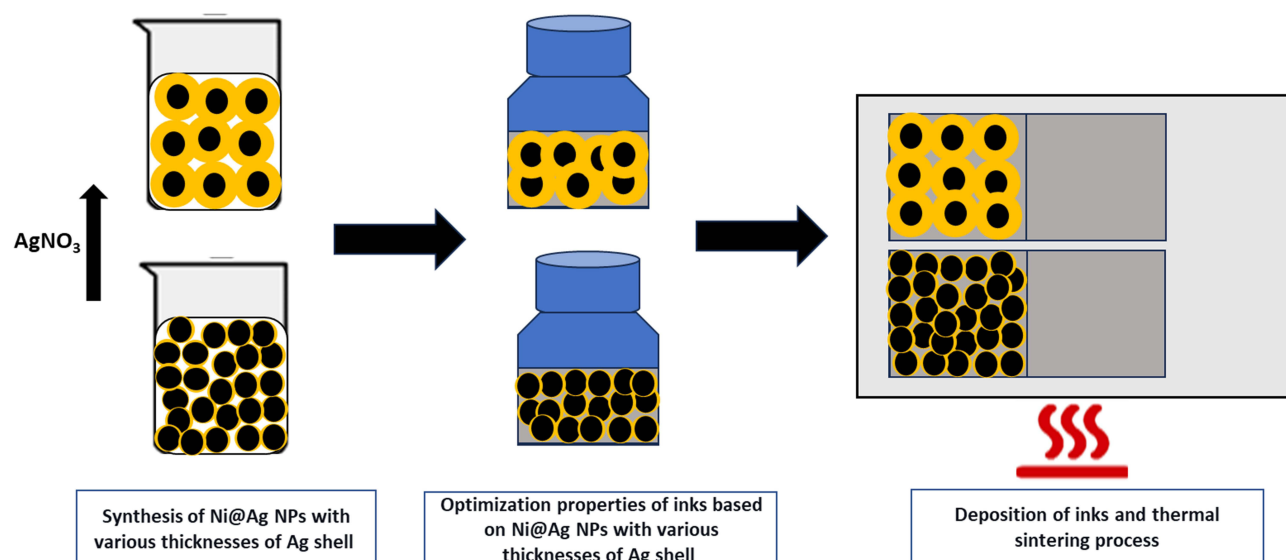 AgNO₃
Synthesis of Ni@Ag NPs with
various thicknesses of Ag shell
Optimization properties of inks based
on Ni@Ag NPs with various
thicknesses of Ag shell
Deposition of inks and thermal
sintering process